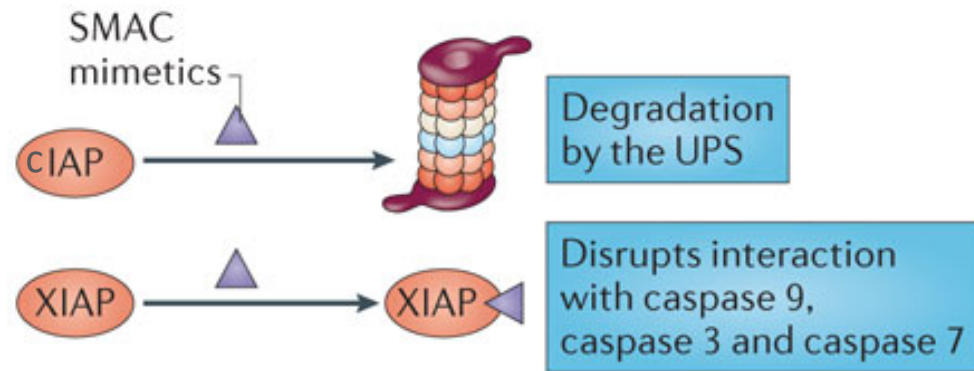 SMAC
mimetics
cIAP
Degradation
by the UPS
XIAP
XIAP
Disrupts interaction
with caspase 9,
caspase 3 and caspase 7